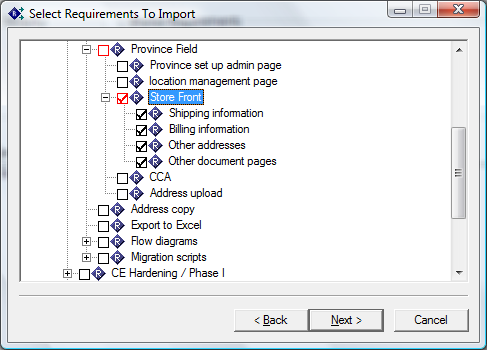 Select Requirements To Import
Province Field
Province set up admin page
location management page
Store Front
Shipping information
Billing information
Other addresses
Other document pages
CCA
Address upload
Address copy
Export to Excel
Flow diagrams
Migration scripts
CE Hardening / Phase I
< Back
Next >
Cancel